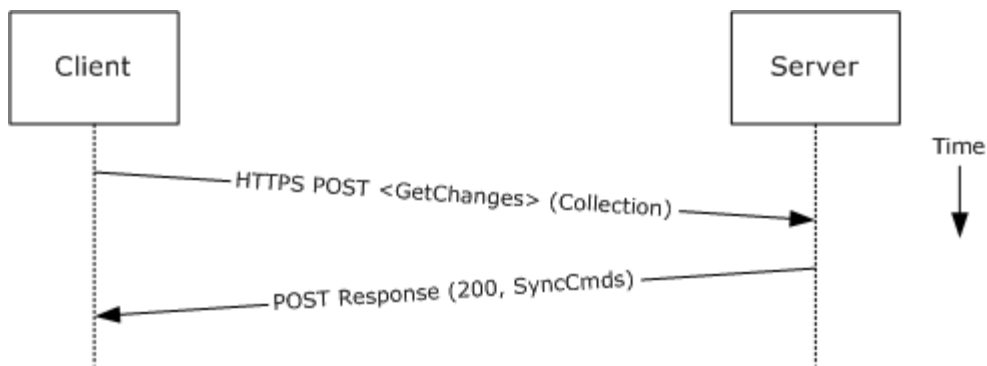 Client
Server
Time
HTTPS POST <GetChanges> (Collection)
POST Response (200, SyncCmds)